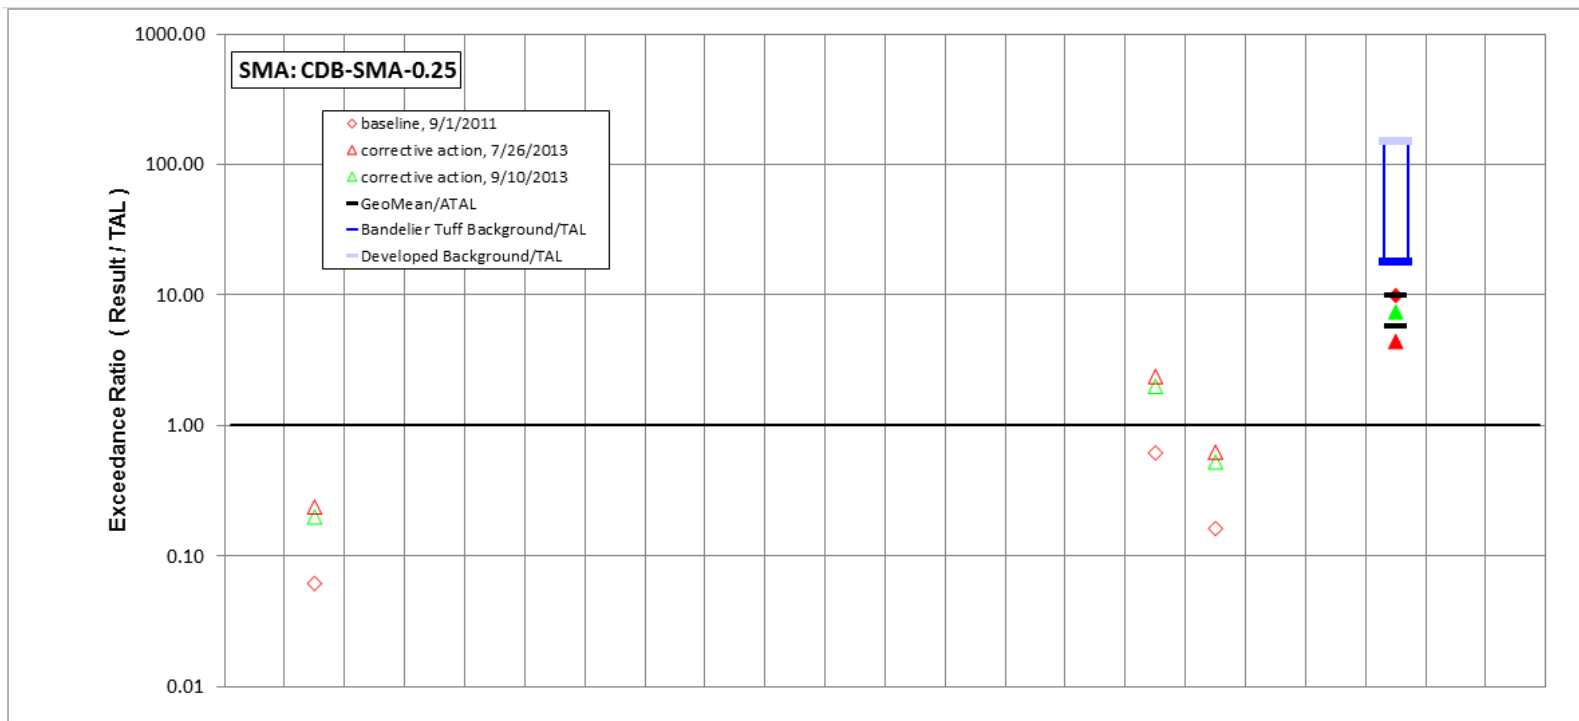 1000.00
SMA: CDB-SMA-0.25
baseline, 9/1/2011
corrective action, 7/26/2013
corrective action, 9/10/2013
GeoMean/ATAL
Bandelier Tuff Background/TAL
Developed Background/TAL
100.00
10.00
1.00
0.10
0.01
Exceedance Ratio ( Result / TAL )